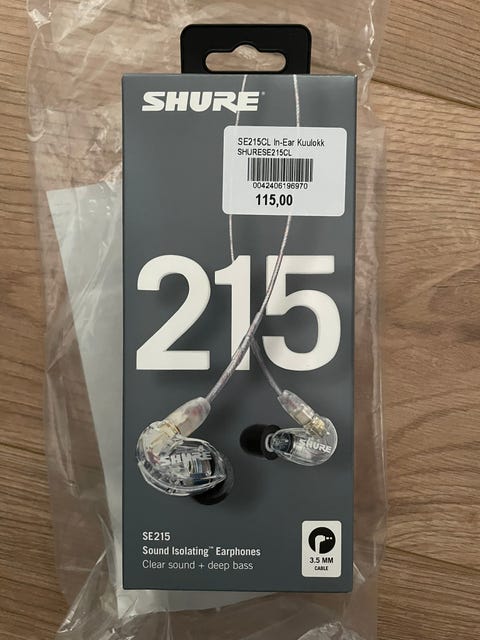 SHURE
SE215CL In-Ear Kuulokk
SHURESE215CL
0042406196970
115,00
215
SHURE
SHURE
SE215
Sound Isolating™ Earphones
Clear sound + deep bass
3.5 MM
CABLE